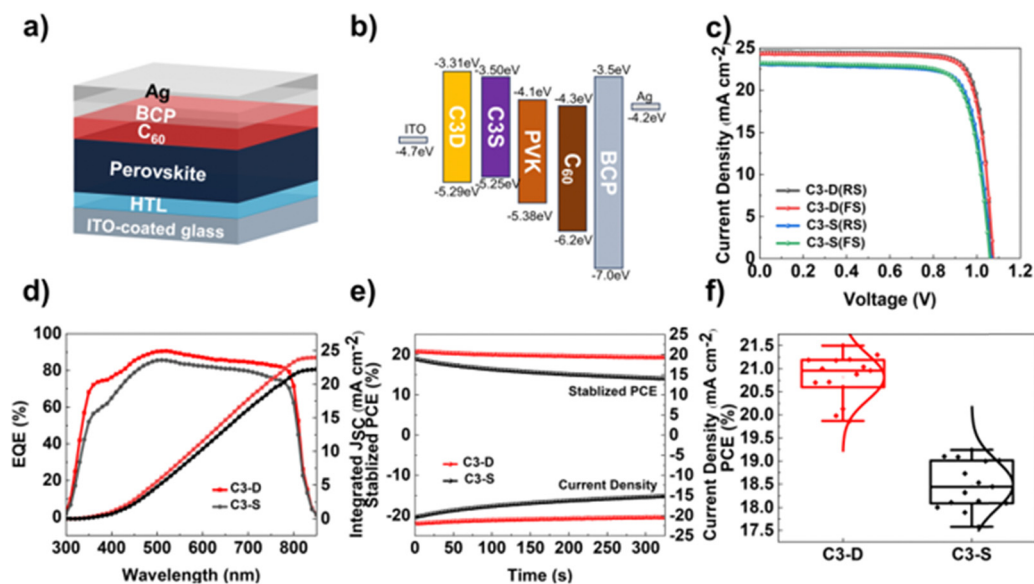 a)
Ag
BCP
C60
Perovskite
HTL
ITO-coated glass
b)
-3.31eV
-3.50eV
-4.1eV
-4.3eV
-3.5eV
Ag
-4.2eV
ITO
-4.7eV
C3D
C3S
PVK
C60
BCP
-5.29eV
-5.25eV
-5.38eV
-6.2eV
-7.0eV
c)
Current Density (mA cm-2)
25
20
15
10
5
0
C3-D(RS)
C3-D(FS)
C3-S(RS)
C3-S(FS)
0.0 0.2 0.4 0.6 0.8 1.0 1.2
Voltage (V)
d)
EQE (%)
100
80
60
40
20
0
C3-D
C3-S
25
20
15
10
5
0
Integrated JSC (mA cm-2)
300 400 500 600 700 800
Wavelength (nm)
e)
Stablized PCE (%)
20
10
0
-10
-20
Stablized PCE
C3-D
C3-S
Current Density
25
20
15
10
5
0
-5
-10
-15
-20
-25
Current Density (mA cm-2)
0 50 100 150 200 250 300
Time (s)
f)
PCE (%)
21.5
21.0
20.5
20.0
19.5
19.0
18.5
18.0
17.5
C3-D
C3-S